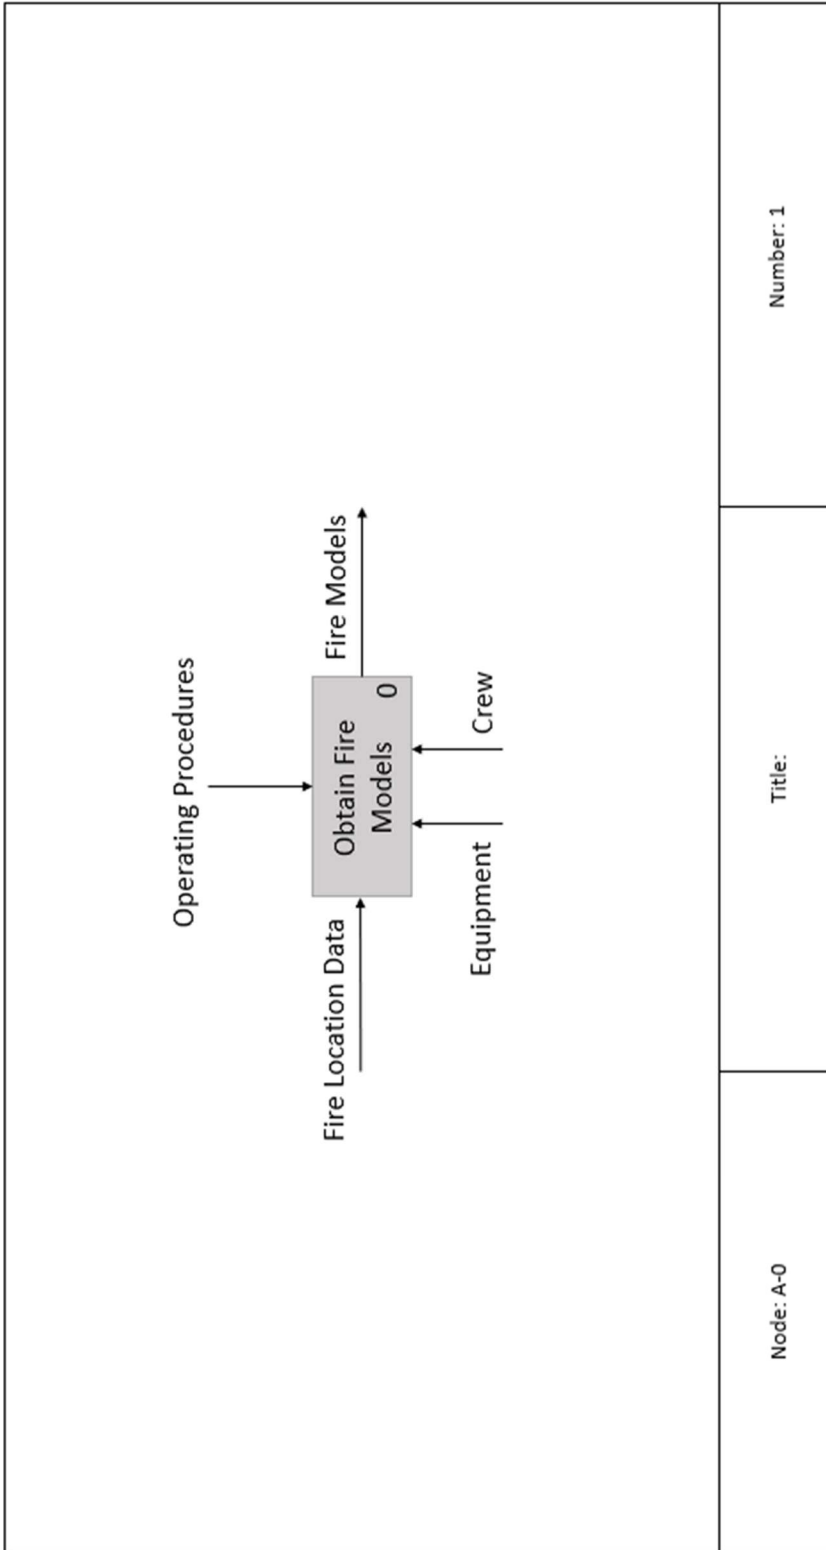 Operating Procedures
Fire Location Data
Obtain Fire
Models
0
Fire Models
Equipment
Crew
Node: A-0
Title:
Number: 1